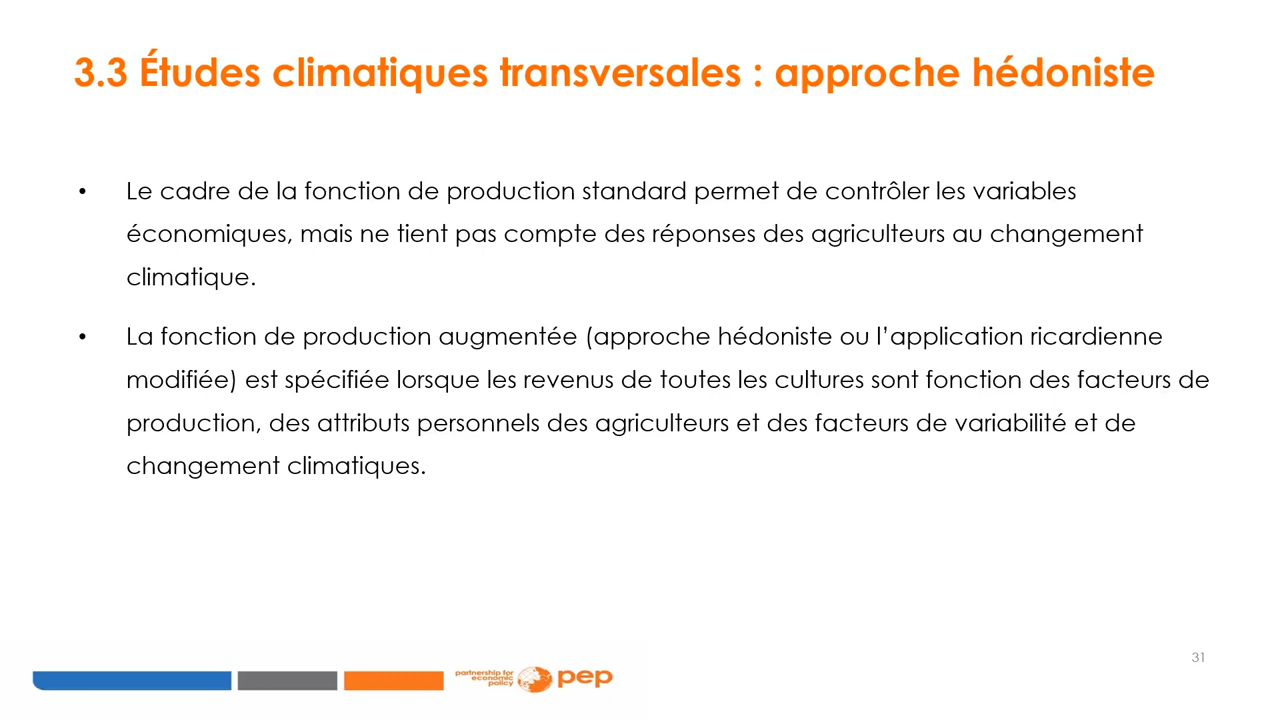 3.3 Études climatiques transversales : approche hédoniste
• Le cadre de la fonction de production standard permet de contrôler les variables
économiques, mais ne tient pas compte des réponses des agriculteurs au changement
climatique.
• La fonction de production augmentée (approche hédoniste ou l’application ricardienne
modifiée) est spécifiée lorsque les revenus de toutes les cultures sont fonction des facteurs de
production, des attributs personnels des agriculteurs et des facteurs de variabilité et de
changement climatiques.
31
partnership for
economic
policy
pep